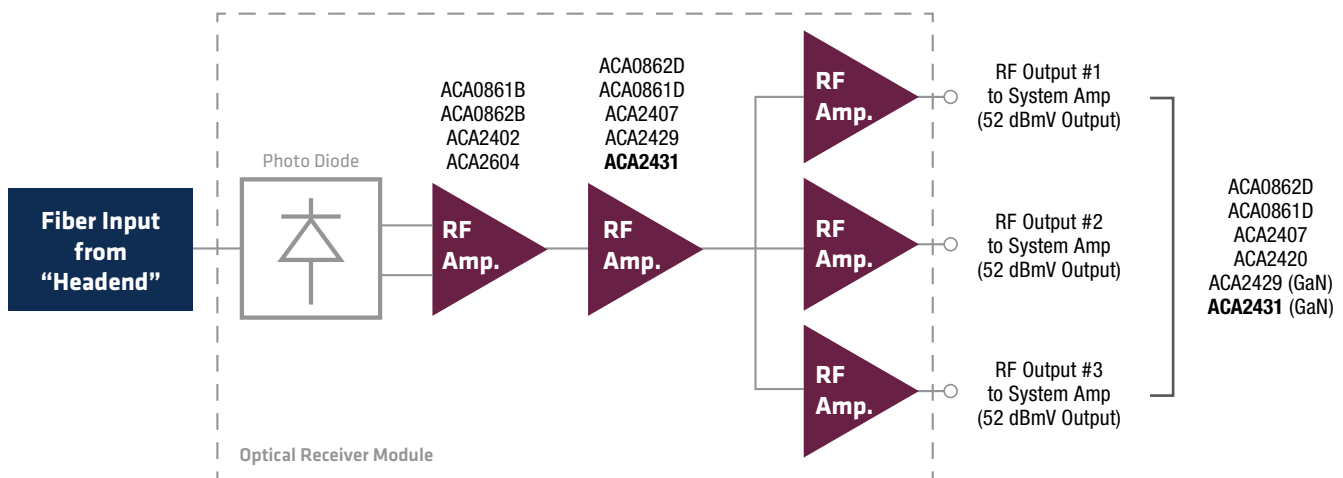 Fiber Input
from
“Headend”
Photo Diode
ACA0861B
ACA0862B
ACA2402
ACA2604
RF
Amp.
ACA0862D
ACA0861D
ACA2407
ACA2429
ACA2431
RF
Amp.
RF
Amp.
RF Output #1
to System Amp
(52 dBmV Output)
RF
Amp.
RF Output #2
to System Amp
(52 dBmV Output)
RF
Amp.
RF Output #3
to System Amp
(52 dBmV Output)
ACA0862D
ACA0861D
ACA2407
ACA2420
ACA2429 (GaN)
ACA2431 (GaN)
Optical Receiver Module